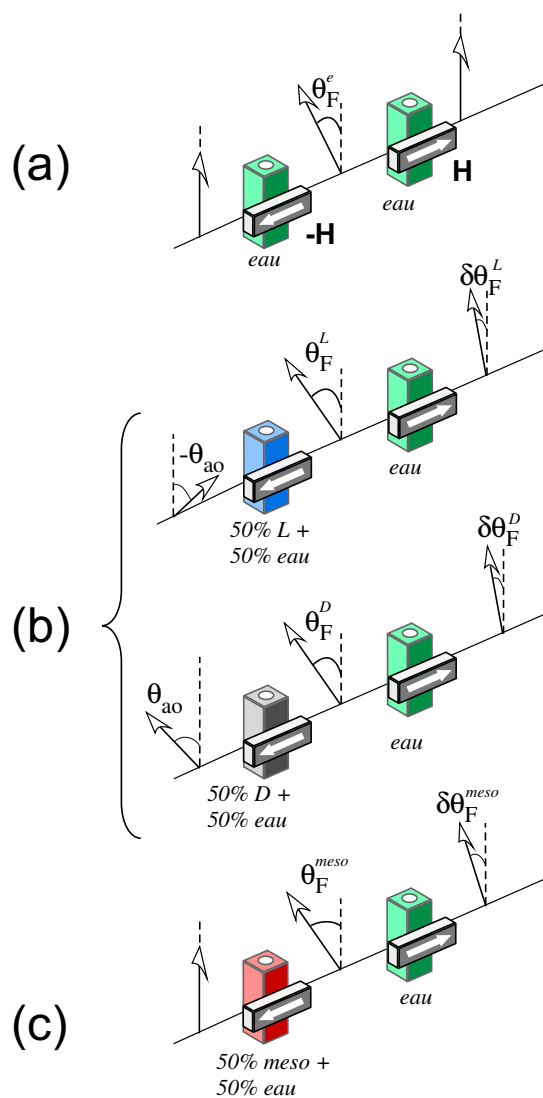 (a)
θ_F^e
H
eau
-H
eau
δθ_F^L
θ_F^L
-θ_ao
eau
50% L +
50% eau
(b)
δθ_F^D
θ_F^D
θ_ao
eau
50% D +
50% eau
δθ_F^meso
θ_F^meso
eau
(c)
50% meso +
50% eau